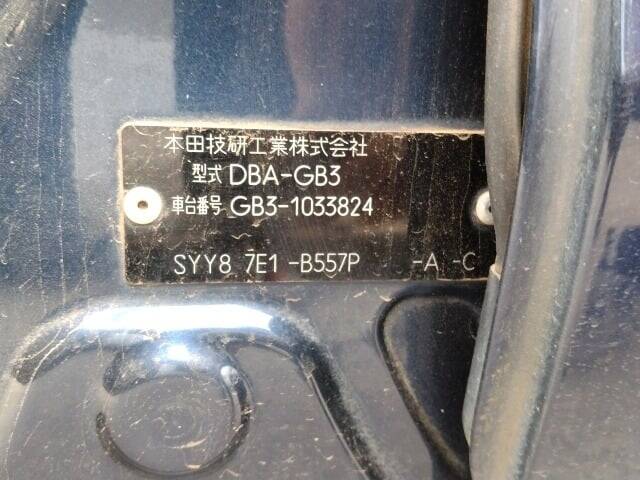 本田技研工業株式会社
型式 DBA-GB3
車台番号 GB3-1033824
SYY8 7E1 -B557P -A -C